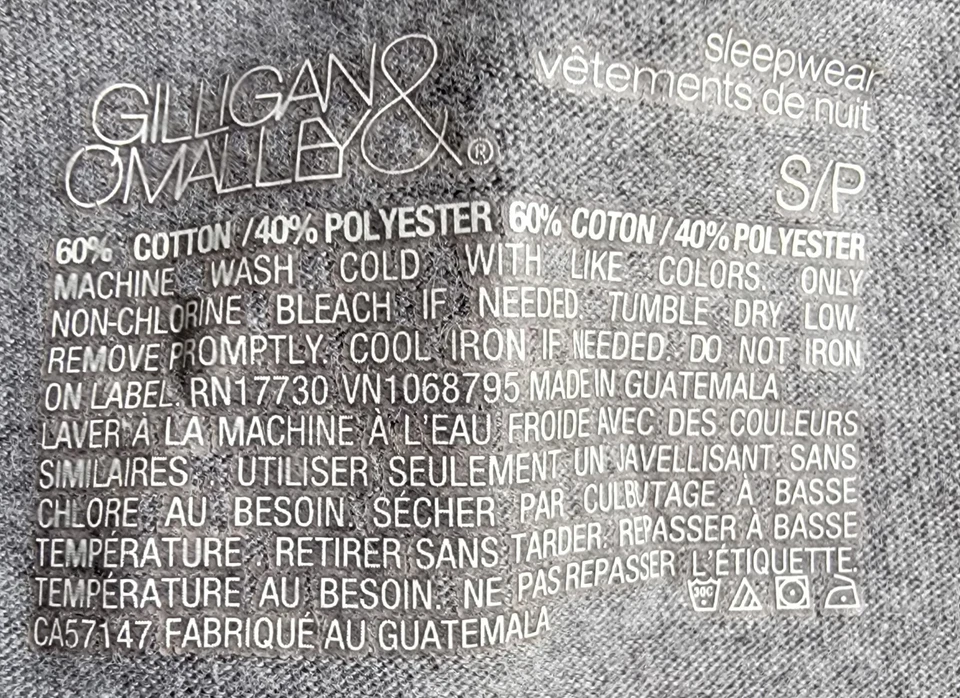 GILLIGAN &
O'MALLEY ®
sleepwear
vêtements de nuit
S/P
60% COTTON / 40% POLYESTER 60% COTON / 40% POLYESTER
MACHINE WASH COLD WITH LIKE COLORS. ONLY
NON-CHLORINE BLEACH IF NEEDED. TUMBLE DRY LOW.
REMOVE PROMPTLY. COOL IRON IF NEEDED. DO NOT IRON
ON LABEL. RN17730 VN1068795 MADE IN GUATEMALA
LAVER À LA MACHINE À L'EAU FROIDE AVEC DES COULEURS
SIMILAIRES . UTILISER SEULEMENT UN JAVELLISANT SANS
CHLORE AU BESOIN. SÉCHER PAR CULBUTAGE À BASSE
TEMPÉRATURE . RETIRER SANS TARDER. REPASSER À BASSE
TEMPÉRATURE AU BESOIN. NE PAS REPASSER L'ÉTIQUETTE.
30C
CA57147 FABRIQUÉ AU GUATEMALA